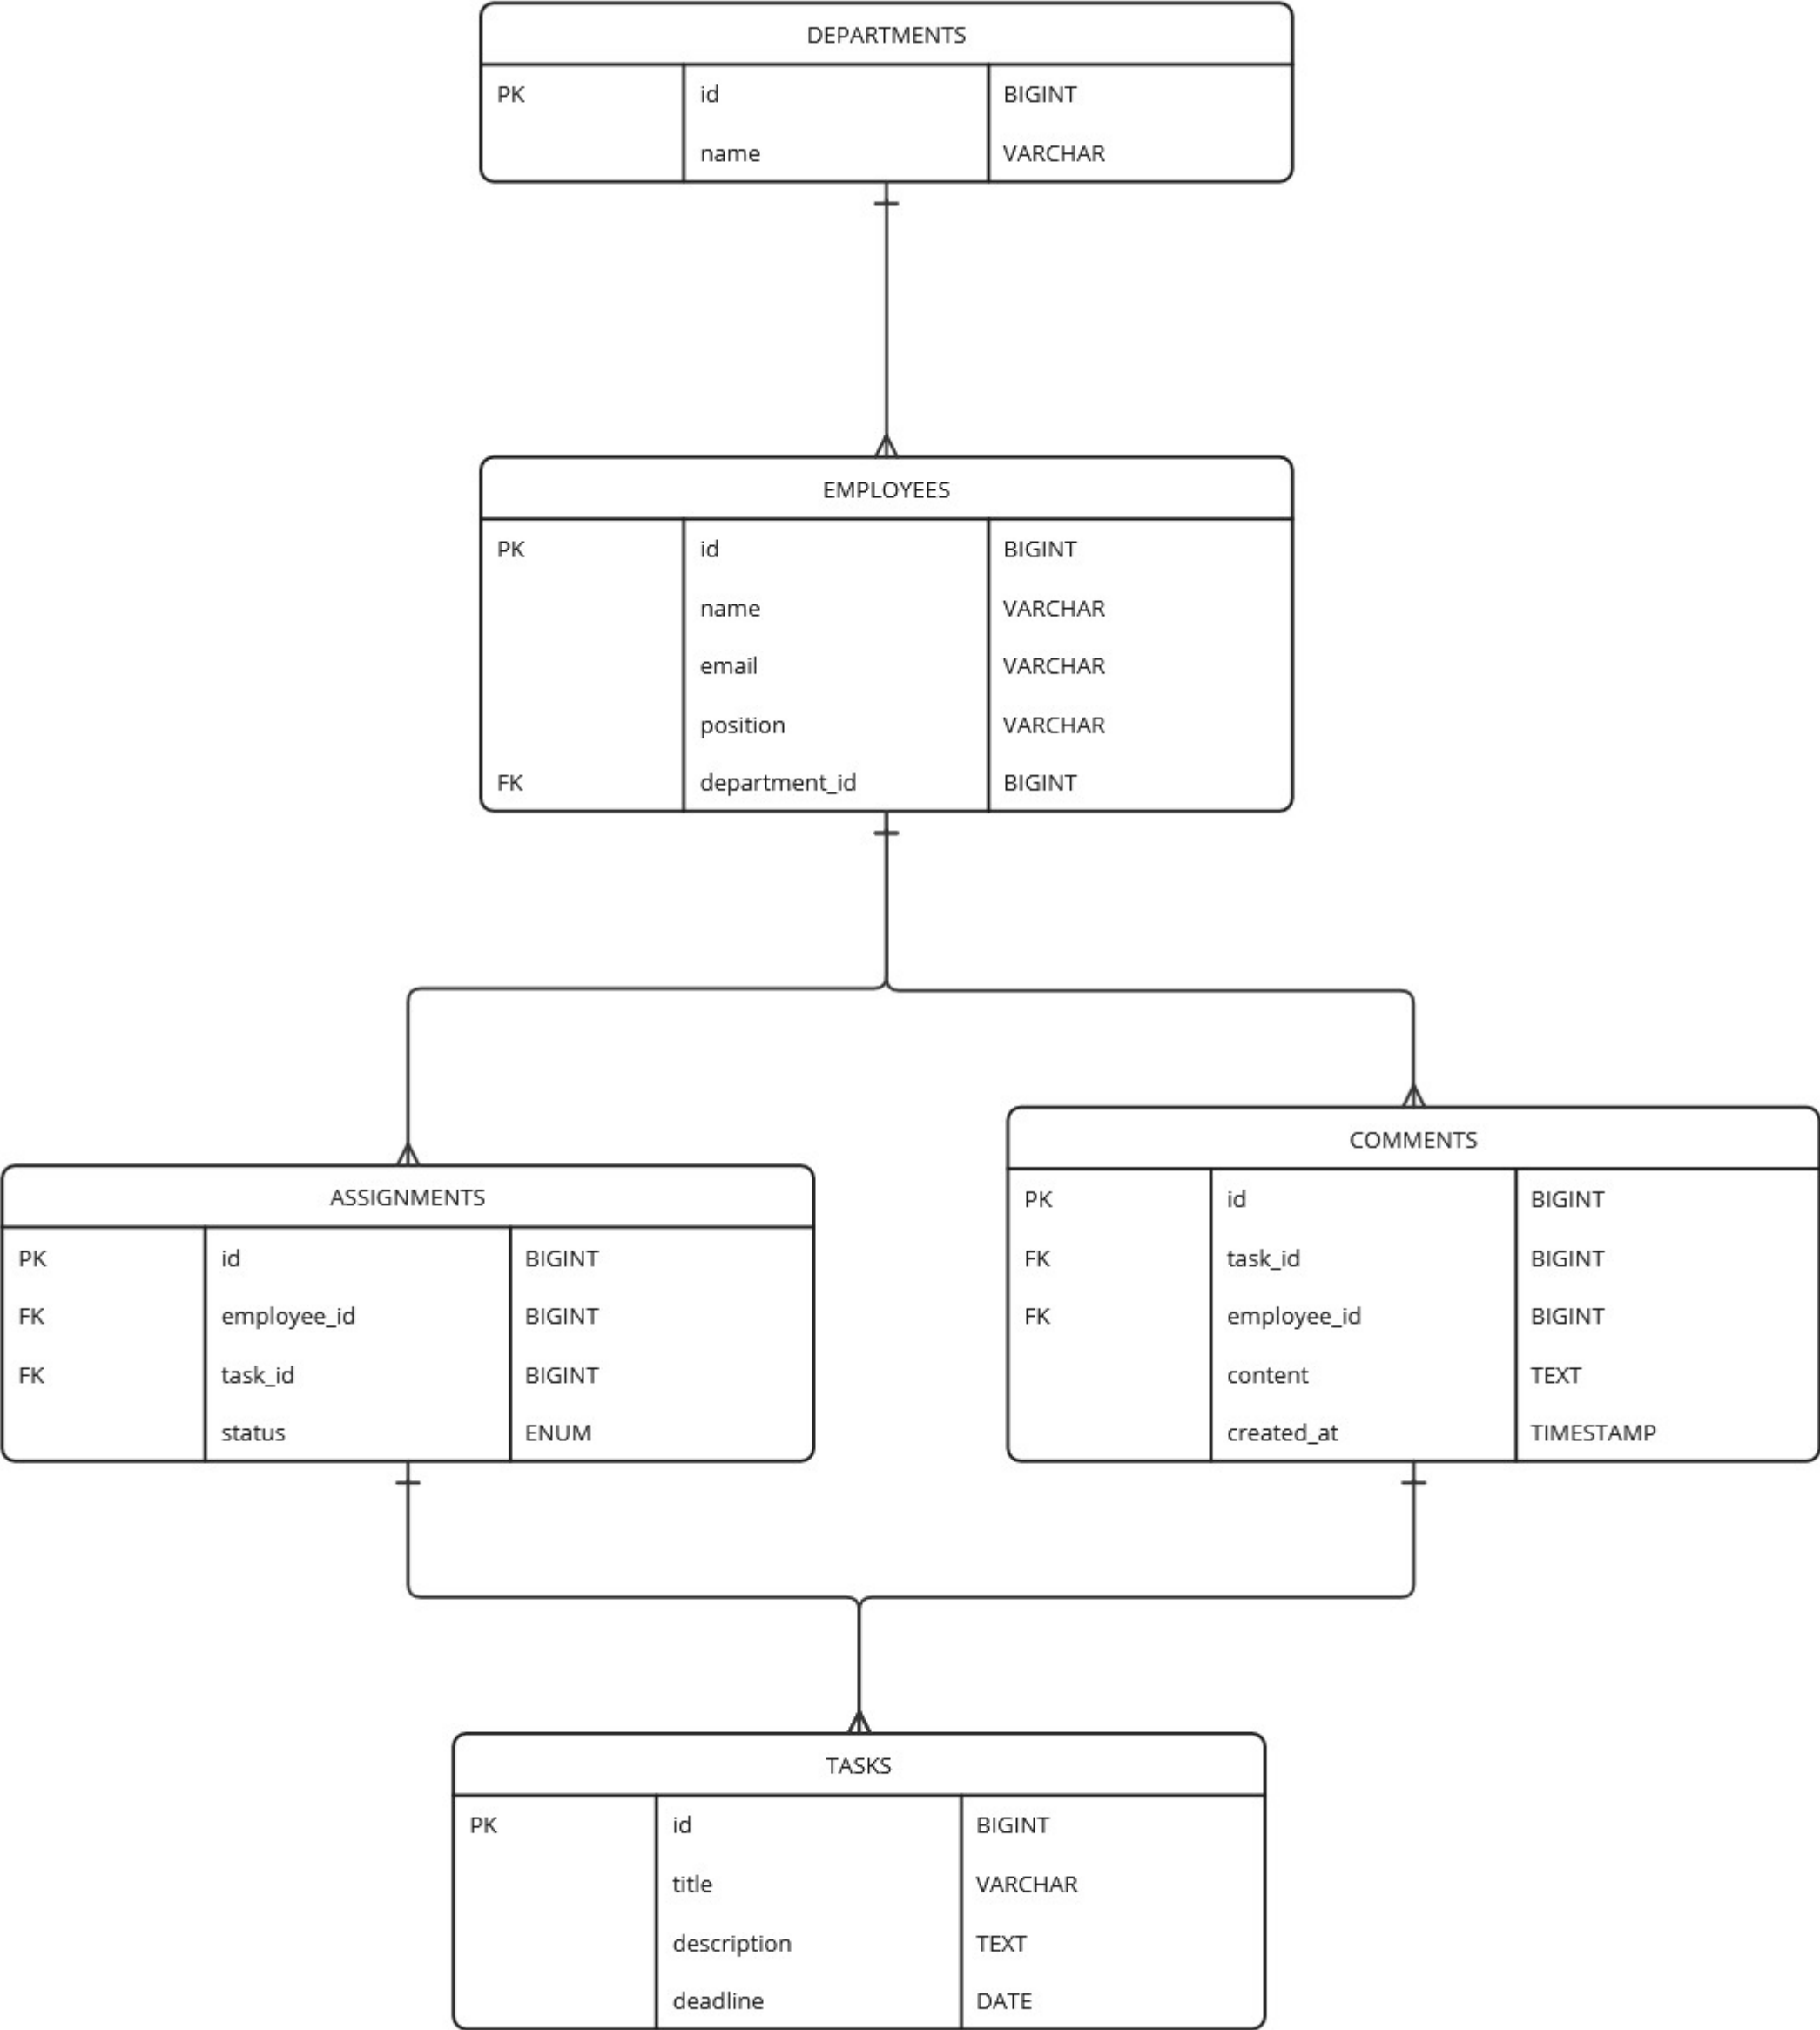 DEPARTMENTS
PK id BIGINT
name VARCHAR
EMPLOYEES
PK id BIGINT
name VARCHAR
email VARCHAR
position VARCHAR
FK department_id BIGINT
ASSIGNMENTS
PK id BIGINT
FK employee_id BIGINT
FK task_id BIGINT
status ENUM
COMMENTS
PK id BIGINT
FK task_id BIGINT
FK employee_id BIGINT
content TEXT
created_at TIMESTAMP
TASKS
PK id BIGINT
title VARCHAR
description TEXT
deadline DATE